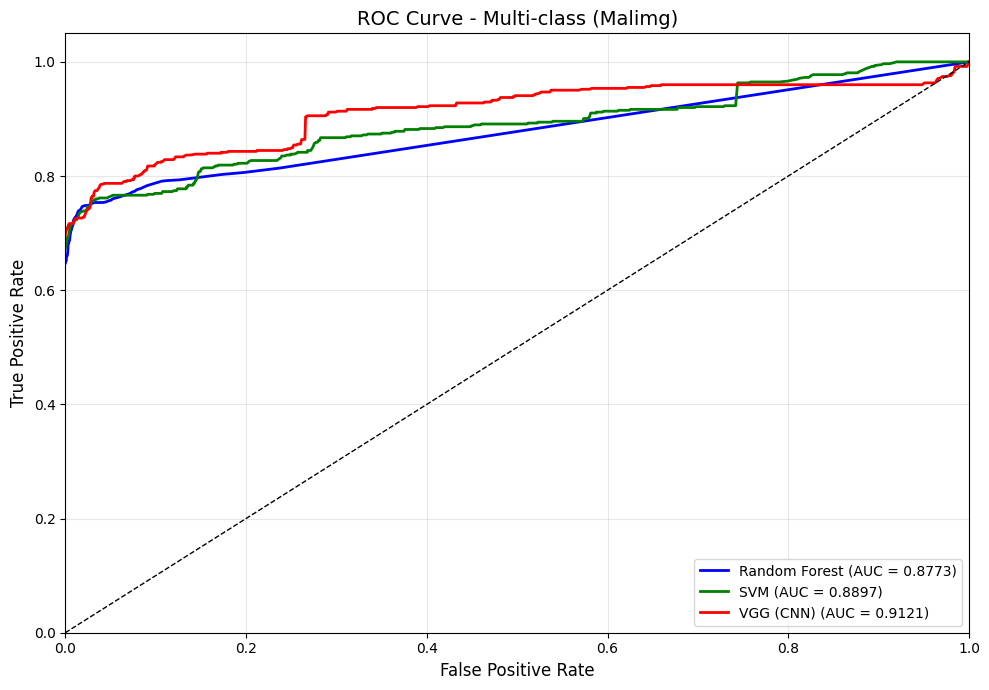 ROC Curve - Multi-class (Malimg)
True Positive Rate
1.0
0.8
0.6
0.4
0.2
0.0
0.0 0.2 0.4 0.6 0.8 1.0
False Positive Rate
Random Forest (AUC = 0.8773)
SVM (AUC = 0.8897)
VGG (CNN) (AUC = 0.9121)